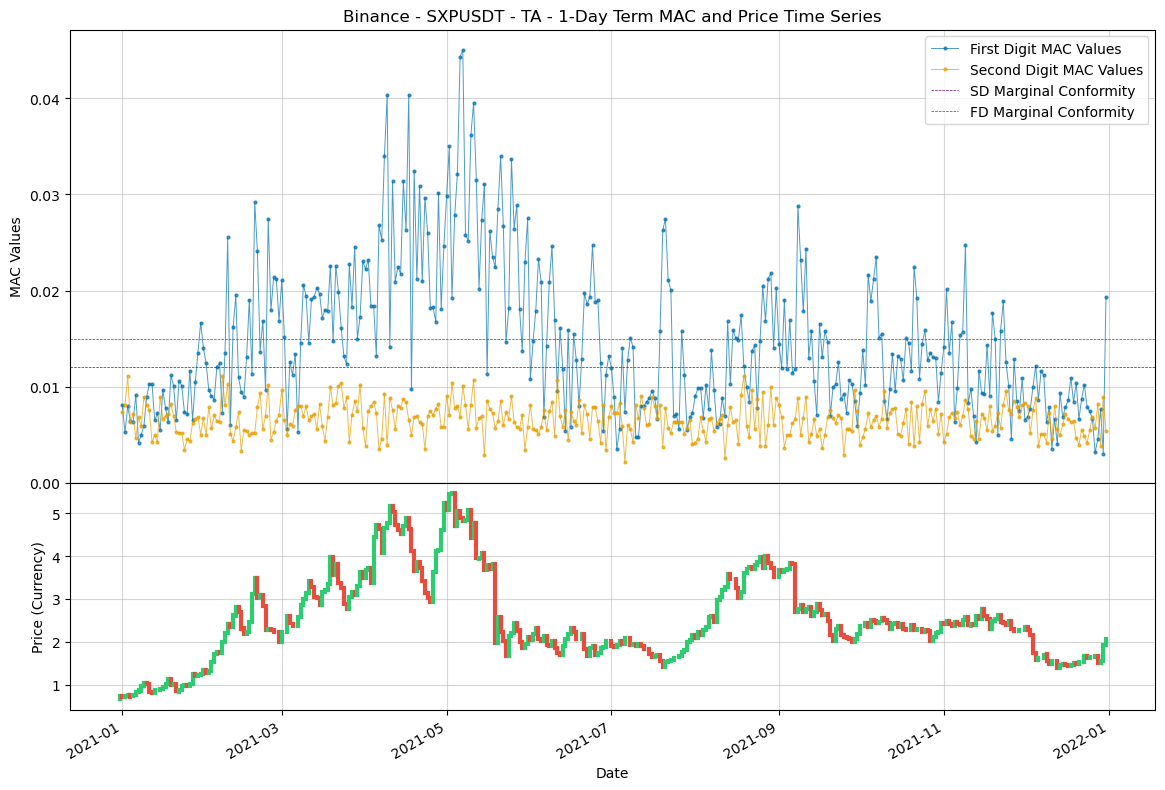 Binance - SXPUSDT - TA - 1-Day Term MAC and Price Time Series
First Digit MAC Values
Second Digit MAC Values
SD Marginal Conformity
FD Marginal Conformity
MAC Values
0.04
0.03
0.02
0.01
0.00
Price (Currency)
5
4
3
2
1
2021-01
2021-03
2021-05
2021-07
2021-09
2021-11
2022-01
Date